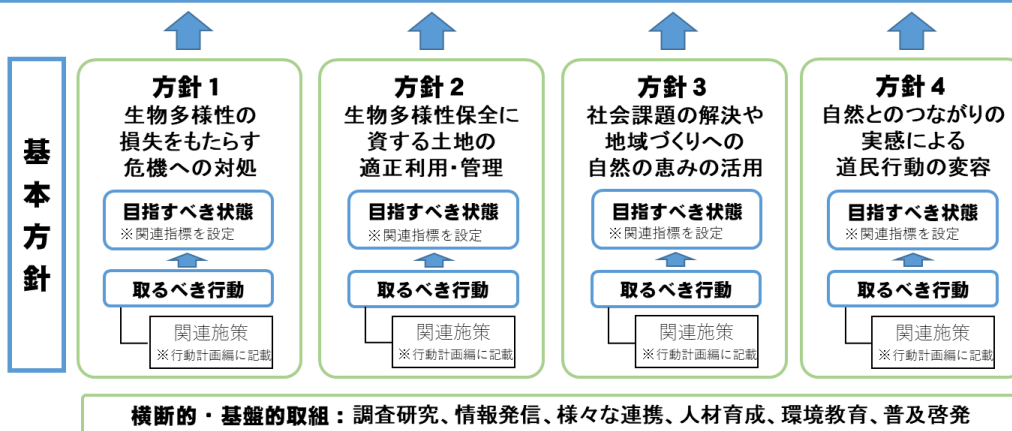 基本方針
方針1
生物多様性の
損失をもたらす
危機への対処
目指すべき状態
※関連指標を設定
取るべき行動
関連施策
※行動計画編に記載
方針2
生物多様性保全に
資する土地の
適正利用・管理
目指すべき状態
※関連指標を設定
取るべき行動
関連施策
※行動計画編に記載
方針3
社会課題の解決や
地域づくりへの
自然の恵みの活用
目指すべき状態
※関連指標を設定
取るべき行動
関連施策
※行動計画編に記載
方針4
自然とのつながりの
実感による
道民行動の変容
目指すべき状態
※関連指標を設定
取るべき行動
関連施策
※行動計画編に記載
横断的・基盤的取組：調査研究、情報発信、様々な連携、人材育成、環境教育、普及啓発